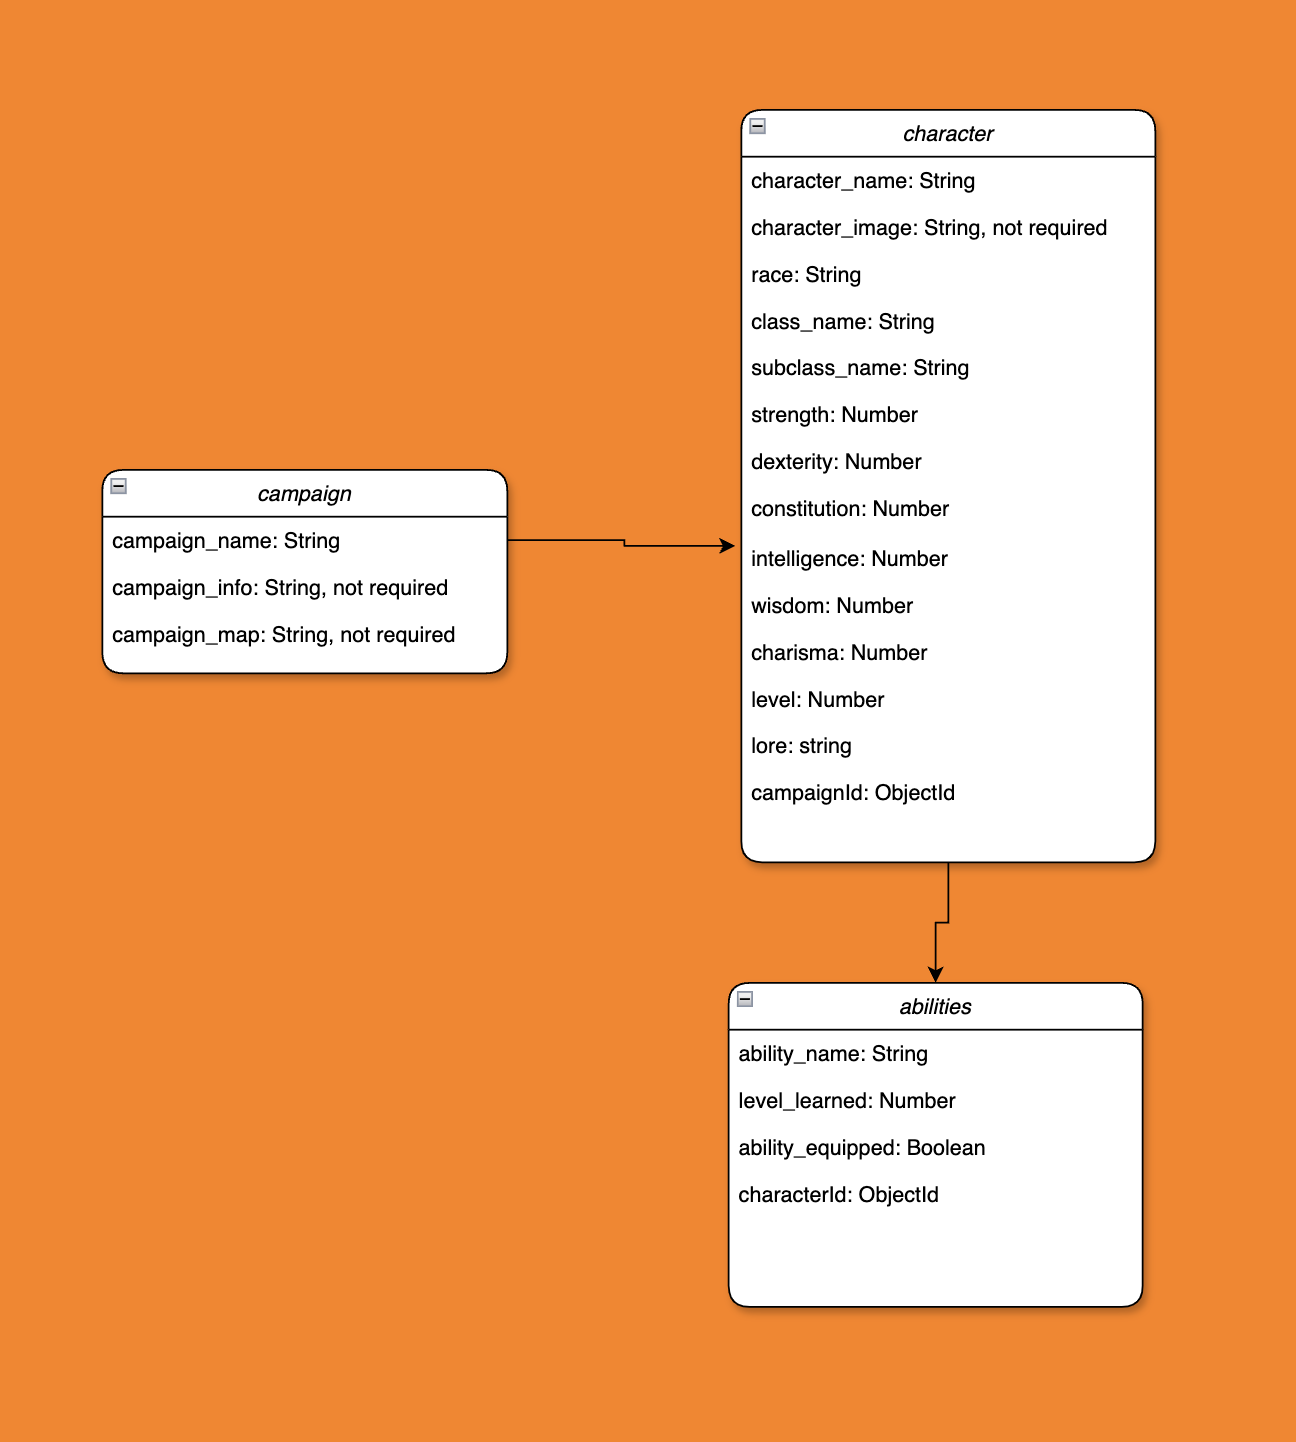 character
character_name: String
character_image: String, not required
race: String
class_name: String
subclass_name: String
strength: Number
dexterity: Number
constitution: Number
intelligence: Number
wisdom: Number
charisma: Number
level: Number
lore: string
campaignId: ObjectId
campaign
campaign_name: String
campaign_info: String, not required
campaign_map: String, not required
abilities
ability_name: String
level_learned: Number
ability_equipped: Boolean
characterId: ObjectId